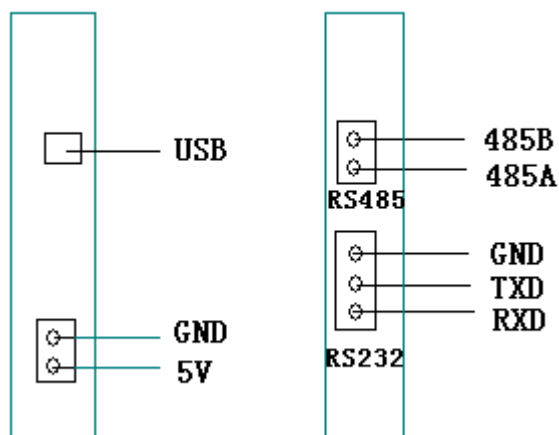 USB
GND
5V
485B
485A
RS485
GND
TXD
RXD
RS232